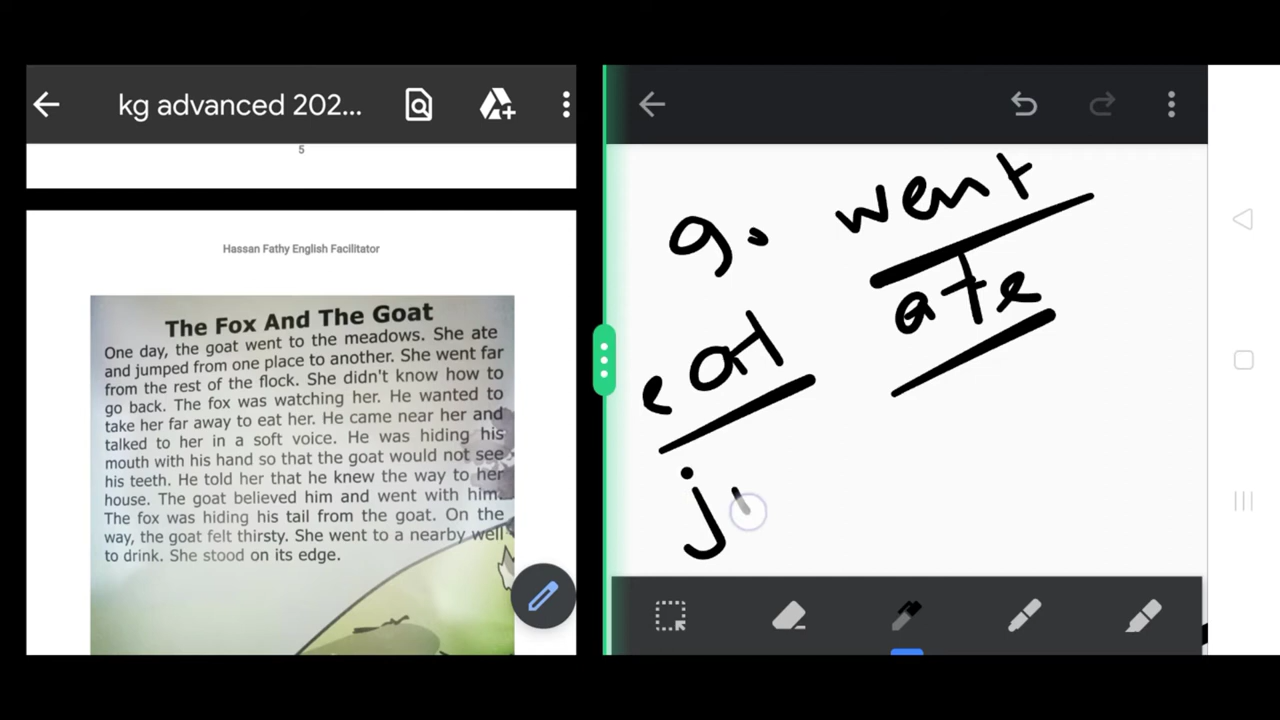 kg advanced 202...
5
Hassan Fathy English Facilitator
The Fox And The Goat
One day, the goat went to the meadows. She ate
and jumped from one place to another. She went far
from the rest of the flock. She didn't know how to
go back. The fox was watching her. He wanted to
take her far away to eat her. He came near her and
talked to her in a soft voice. He was hiding his
mouth with his hand so that the goat would not see
his teeth. He told her that he knew the way to her
house. The goat believed him and went with him.
The fox was hiding his tail from the goat. On the
way, the goat felt thirsty. She went to a nearby well
to drink. She stood on its edge.
g. went
eat ate
j